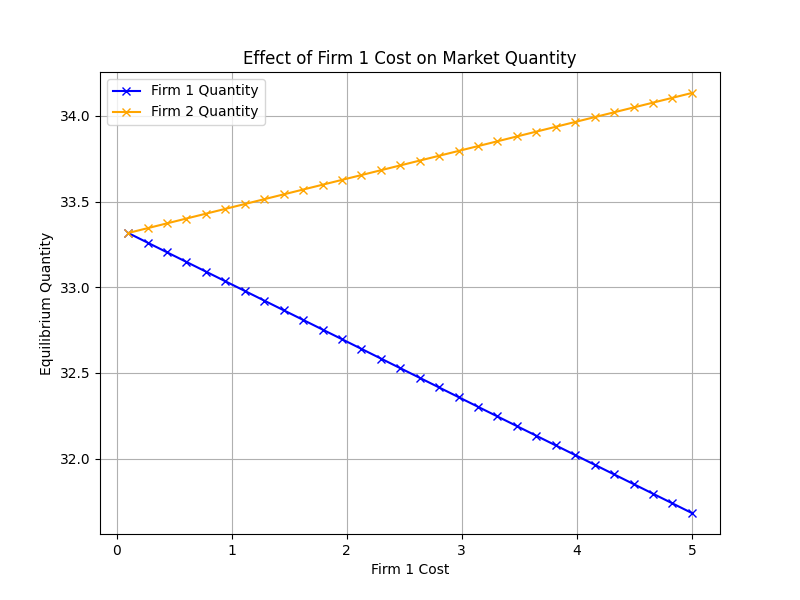 Effect of Firm 1 Cost on Market Quantity
Firm 1 Quantity
Firm 2 Quantity
Equilibrium Quantity
34.0
33.5
33.0
32.5
32.0
0 1 2 3 4 5
Firm 1 Cost